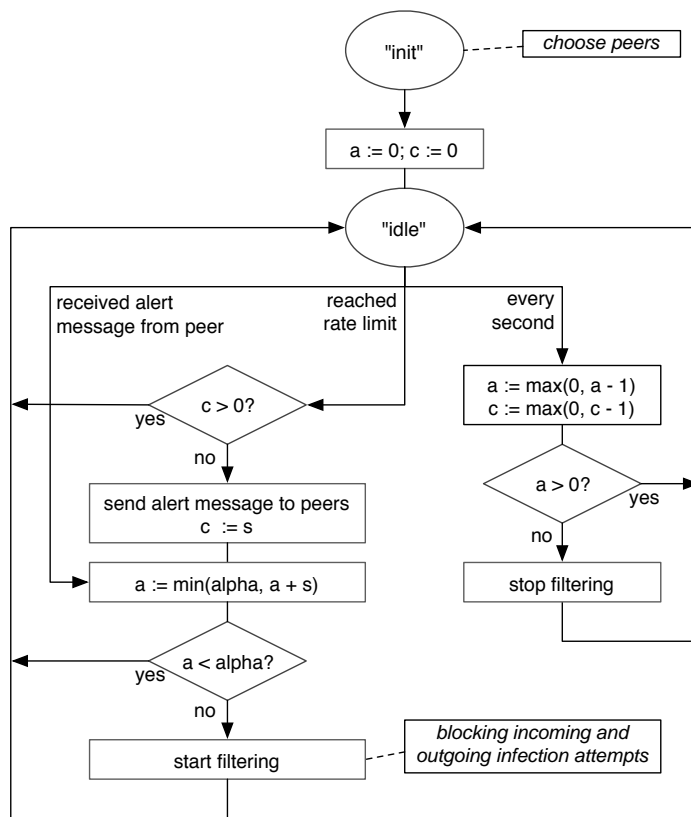 "init"
choose peers
a := 0; c := 0
"idle"
received alert
message from peer
reached
rate limit
every
second
c > 0?
yes
no
a := max(0, a - 1)
c := max(0, c - 1)
a > 0?
yes
no
send alert message to peers
c := s
a := min(alpha, a + s)
stop filtering
a < alpha?
yes
no
start filtering
blocking incoming and
outgoing infection attempts